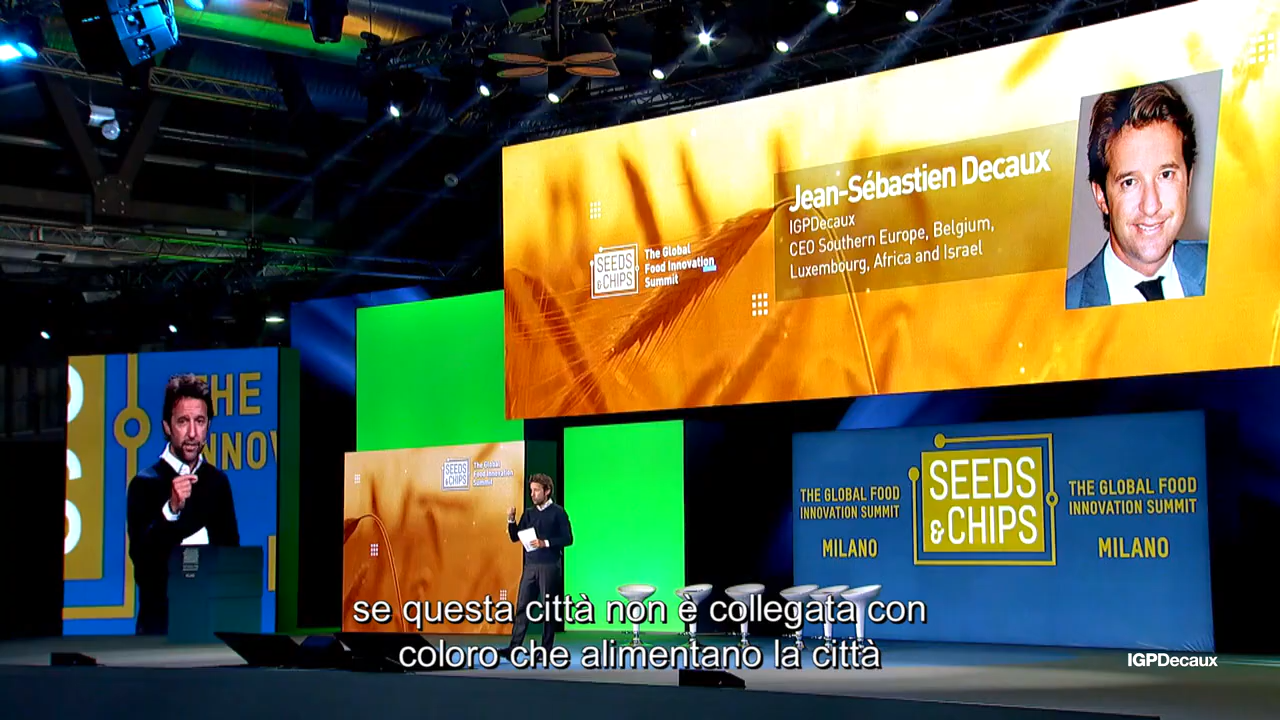 Jean-Sébastien Decaux
IGPDecaux
CEO Southern Europe, Belgium,
Luxembourg, Africa and Israel
SEEDS
&CHIPS
The Global
Food Innovation
Summit
THE
INNOV
SEEDS
&CHIPS
The Global
Food Innovation
Summit
THE GLOBAL FOOD
INNOVATION SUMMIT
MILANO
SEEDS
&CHIPS
THE GLOBAL FOOD
INNOVATION SUMMIT
MILANO
se questa città non è collegata con
coloro che alimentano la città
IGPDecaux